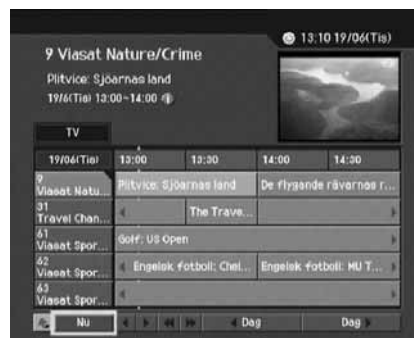 13:10 19/06(Tis)
9 Viasat Nature/Crime
Plitvice: Sjöarnas land
19/6(Tis) 13:00~14:00
TV
19/06(Tis) 13:00 13:30 14:00 14:30
9
Viasat Natu... Plitvice: Sjöarnas land De flygande rävarnas r...
31
Travel Chan... The Trave...
61
Viasat Spor... Golf: US Open
62
Viasat Spor... Engelsk fotboll: Chel... Engelsk fotboll: MU T...
63
Viasat Spor...
Nu Dag Dag